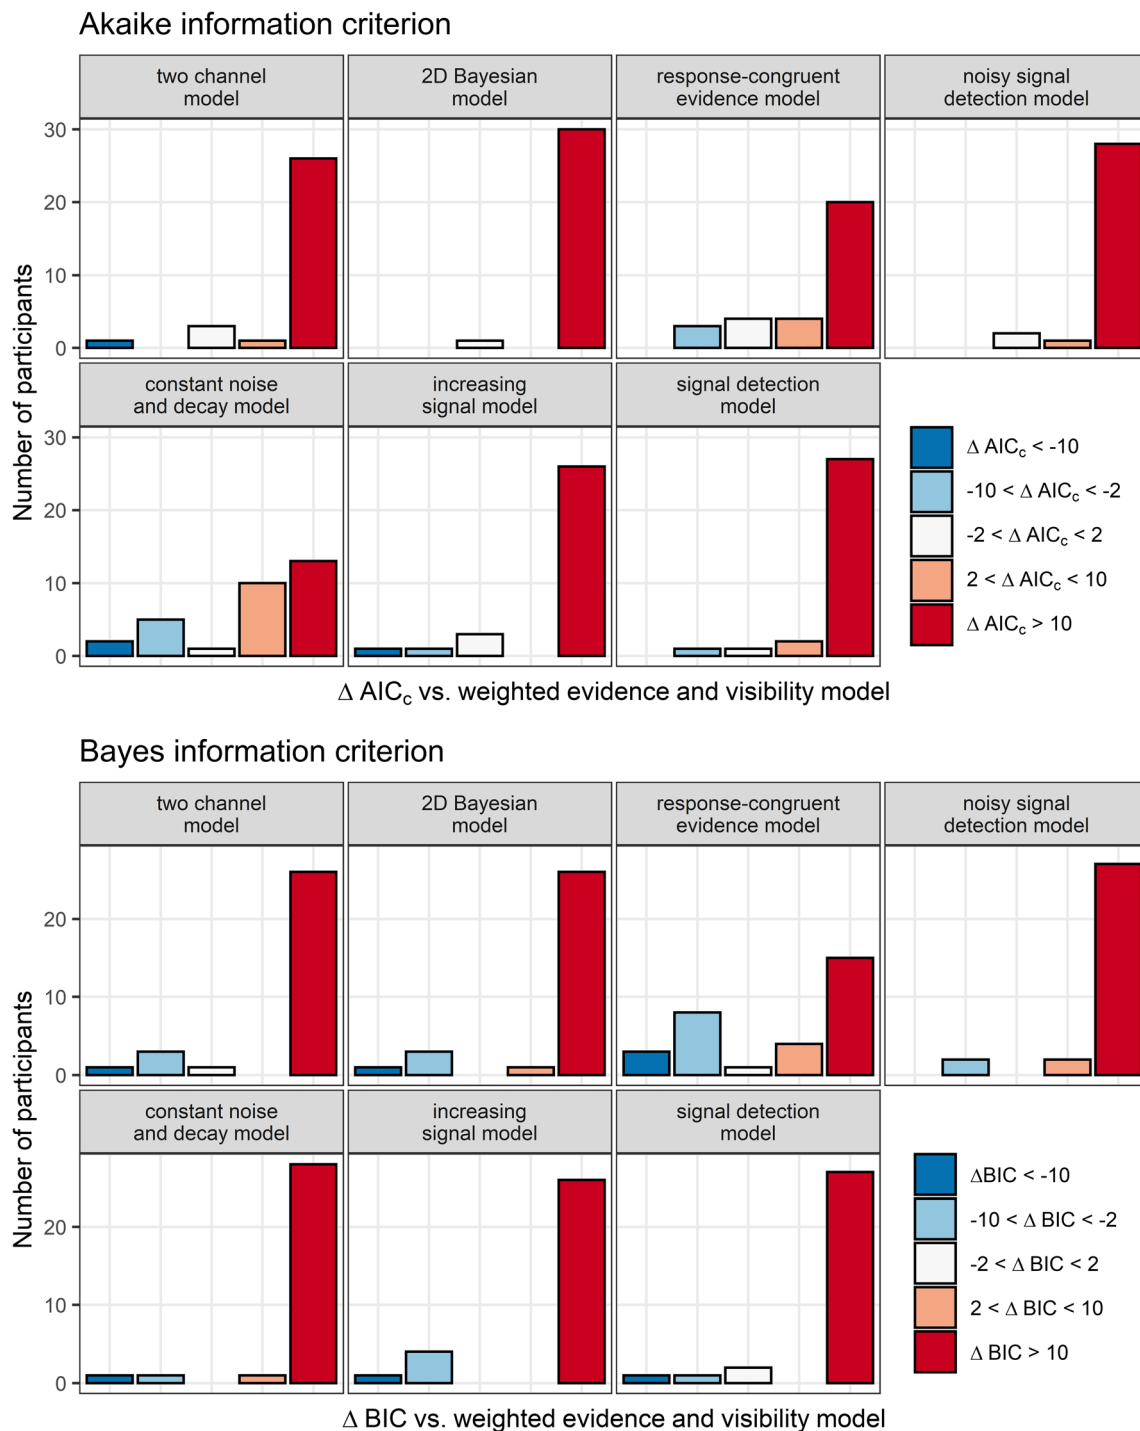 Akaike information criterion
two channel
model
2D Bayesian
model
response-congruent
evidence model
noisy signal
detection model
30
20
10
0
constant noise
and decay model
increasing
signal model
signal detection
model
30
20
10
0
Number of participants
Δ AICc < -10
-10 < Δ AICc < -2
-2 < Δ AICc < 2
2 < Δ AICc < 10
Δ AICc > 10
Δ AICc vs. weighted evidence and visibility model
Bayes information criterion
two channel
model
2D Bayesian
model
response-congruent
evidence model
noisy signal
detection model
20
10
0
constant noise
and decay model
increasing
signal model
signal detection
model
20
10
0
Number of participants
ΔBIC < -10
-10 < Δ BIC < -2
-2 < Δ BIC < 2
2 < Δ BIC < 10
Δ BIC > 10
Δ BIC vs. weighted evidence and visibility model